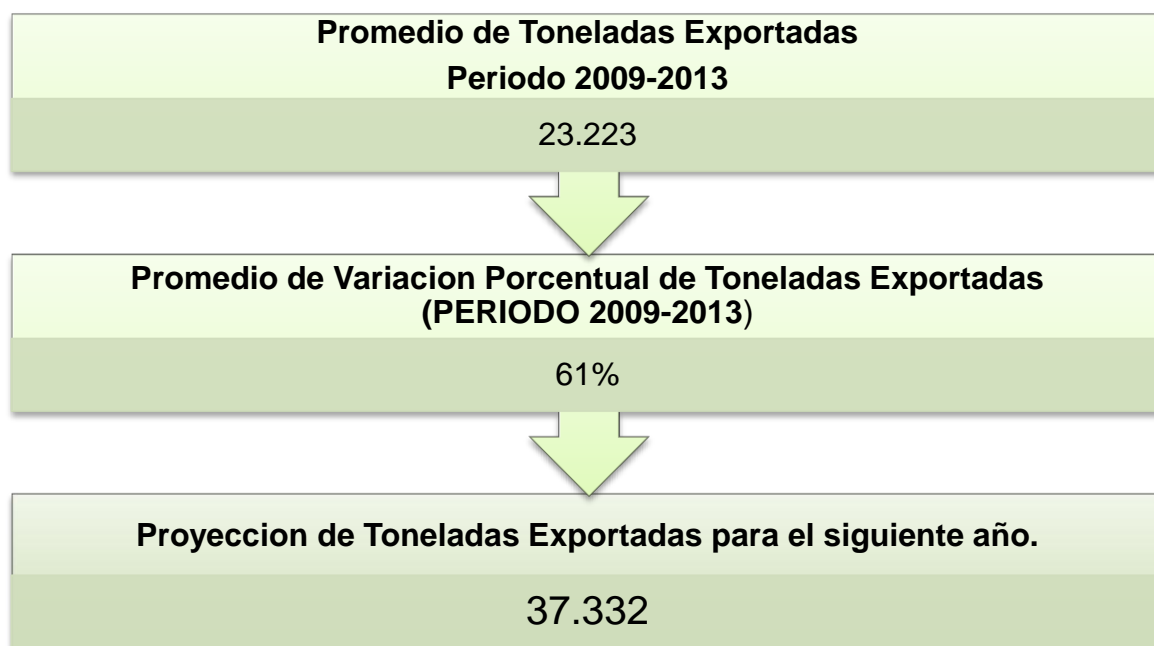 Promedio de Toneladas Exportadas
Periodo 2009-2013
23.223
Promedio de Variacion Porcentual de Toneladas Exportadas
(PERIODO 2009-2013)
61%
Proyeccion de Toneladas Exportadas para el siguiente año.
37.332